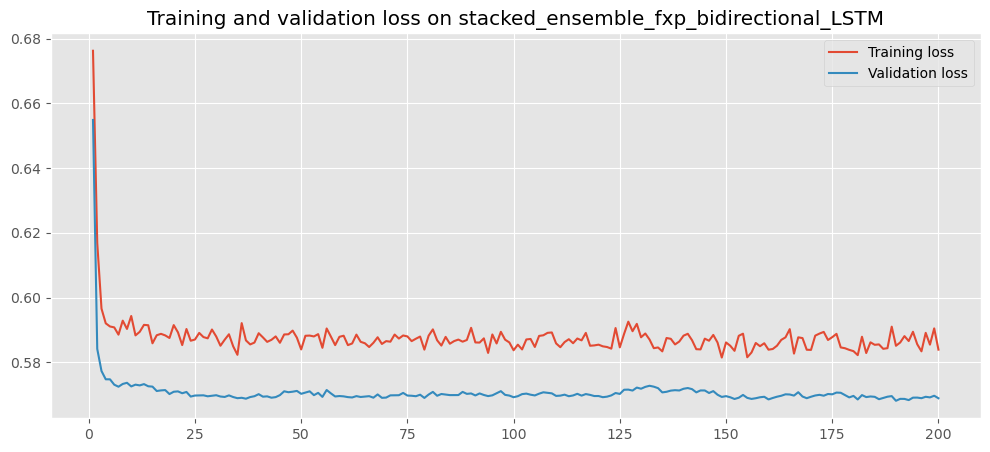 Training and validation loss on stacked_ensemble_fxp_bidirectional_LSTM
Training loss
Validation loss
0.68
0.66
0.64
0.62
0.60
0.58
0 25 50 75 100 125 150 175 200